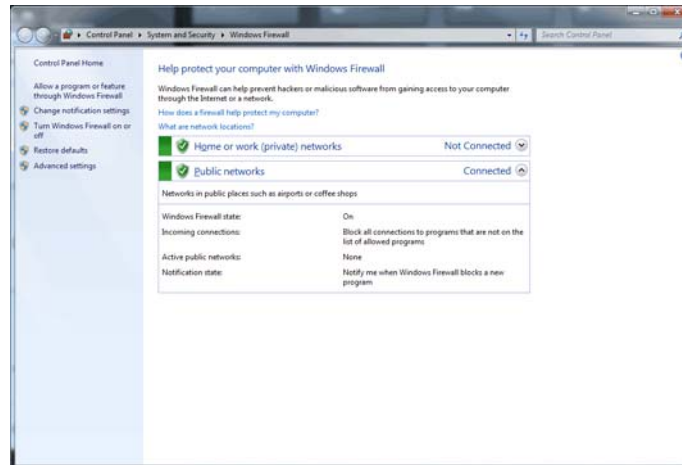 Control Panel ▸ System and Security ▸ Windows Firewall
Search Control Panel
Control Panel Home
Allow a program or feature
through Windows Firewall
Change notification settings
Turn Windows Firewall on or
off
Restore defaults
Advanced settings
Help protect your computer with Windows Firewall
Windows Firewall can help prevent hackers or malicious software from gaining access to your computer
through the Internet or a network.
How does a firewall help protect my computer?
What are network locations?
Home or work (private) networks Not Connected
Public networks Connected
Networks in public places such as airports or coffee shops
Windows Firewall state: On
Incoming connections: Block all connections to programs that are not on the
list of allowed programs
Active public networks: None
Notification state: Notify me when Windows Firewall blocks a new
program